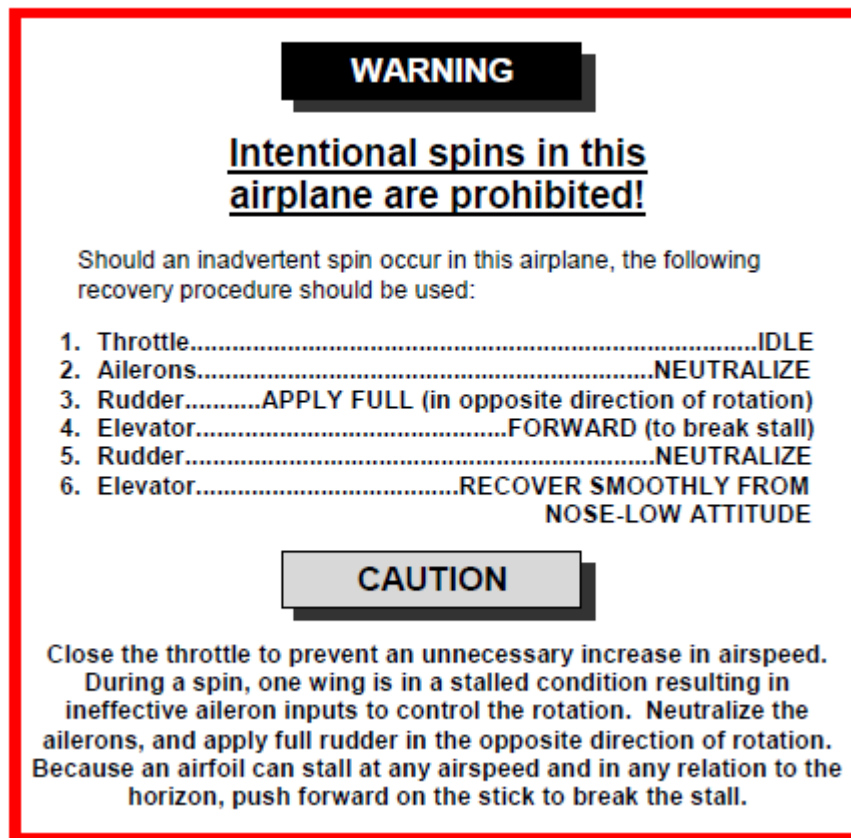 WARNING
Intentional spins in this
airplane are prohibited!
Should an inadvertent spin occur in this airplane, the following
recovery procedure should be used:
1. Throttle.................................................................................IDLE
2. Ailerons.................................................................NEUTRALIZE
3. Rudder...........APPLY FULL (in opposite direction of rotation)
4. Elevator............................................FORWARD (to break stall)
5. Rudder...................................................................NEUTRALIZE
6. Elevator.....................................RECOVER SMOOTHLY FROM
NOSE-LOW ATTITUDE
CAUTION
Close the throttle to prevent an unnecessary increase in airspeed.
During a spin, one wing is in a stalled condition resulting in
ineffective aileron inputs to control the rotation. Neutralize the
ailerons, and apply full rudder in the opposite direction of rotation.
Because an airfoil can stall at any airspeed and in any relation to the
horizon, push forward on the stick to break the stall.